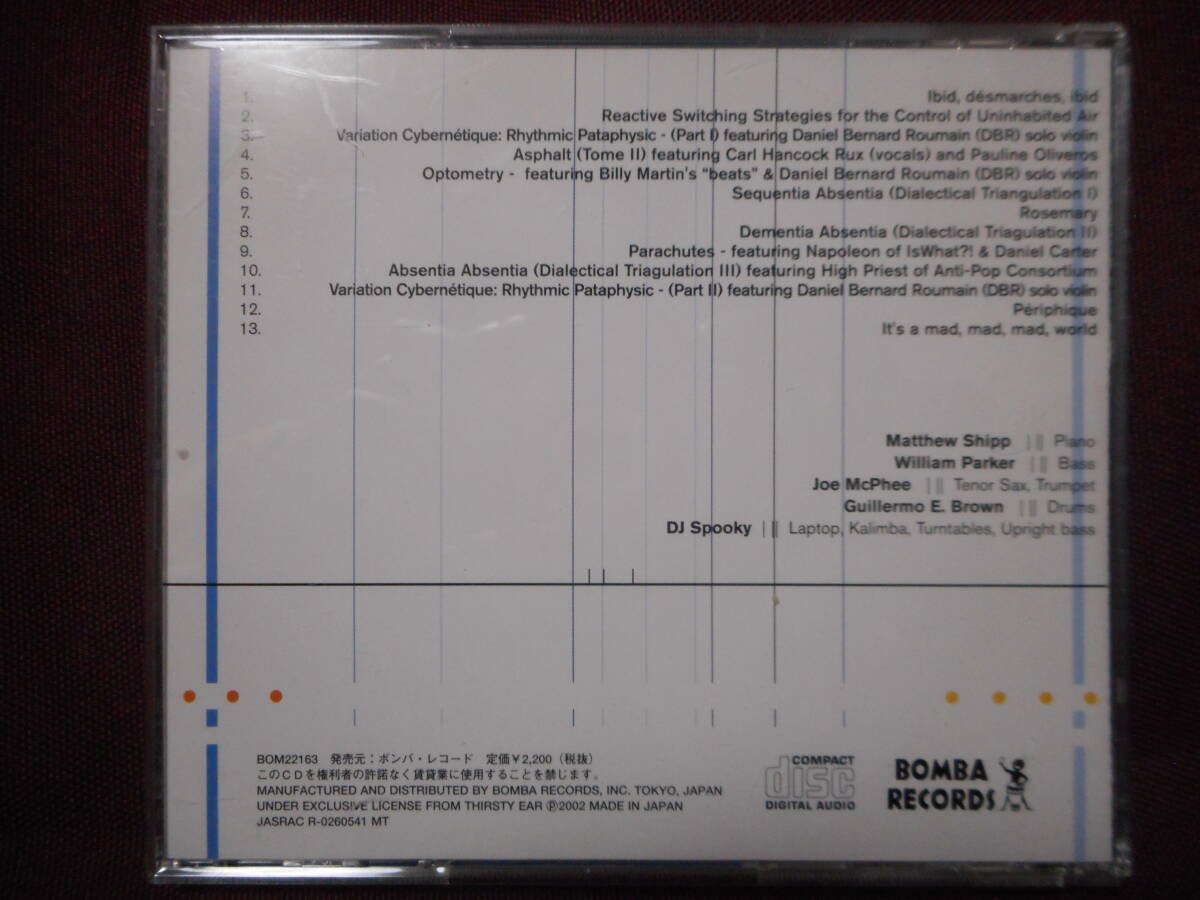 1. Ibid, désmarches, ibid
2. Reactive Switching Strategies for the Control of Uninhabited Air
3. Variation Cybernétique: Rhythmic Pataphysic - (Part I) featuring Daniel Bernard Roumain (DBR) solo violin
4. Asphalt (Tome II) featuring Carl Hancock Rux (vocals) and Pauline Oliveros
5. Optometry - featuring Billy Martin's "beats" & Daniel Bernard Roumain (DBR) solo violin
6. Sequentia Absentia (Dialectical Triangulation I)
7. Rosemary
8. Dementia Absentia (Dialectical Triagulation II)
9. Parachutes - featuring Napoleon of IsWhat?! & Daniel Carter
10. Absentia Absentia (Dialectical Triagulation III) featuring High Priest of Anti-Pop Consortium
11. Variation Cybernétique: Rhythmic Pataphysic - (Part II) featuring Daniel Bernard Roumain (DBR) solo violin
12. Périphique
13. It's a mad, mad, mad, world
Matthew Shipp | || Piano
William Parker | || Bass
Joe McPhee | || Tenor Sax, Trumpet
Guillermo E. Brown | || Drums
DJ Spooky | || Laptop, Kalimba, Turntables, Upright bass
BOM22163 発売元：ボンバ・レコード 定価￥2,200（税抜）
このCDを権利者の許諾なく賃貸業に使用することを禁じます。
MANUFACTURED AND DISTRIBUTED BY BOMBA RECORDS, INC. TOKYO, JAPAN
UNDER EXCLUSIVE LICENSE FROM THIRSTY EAR ℗2002 MADE IN JAPAN
JASRAC R-0260541 MT
COMPACT
disc
DIGITAL AUDIO
BOMBA
RECORDS